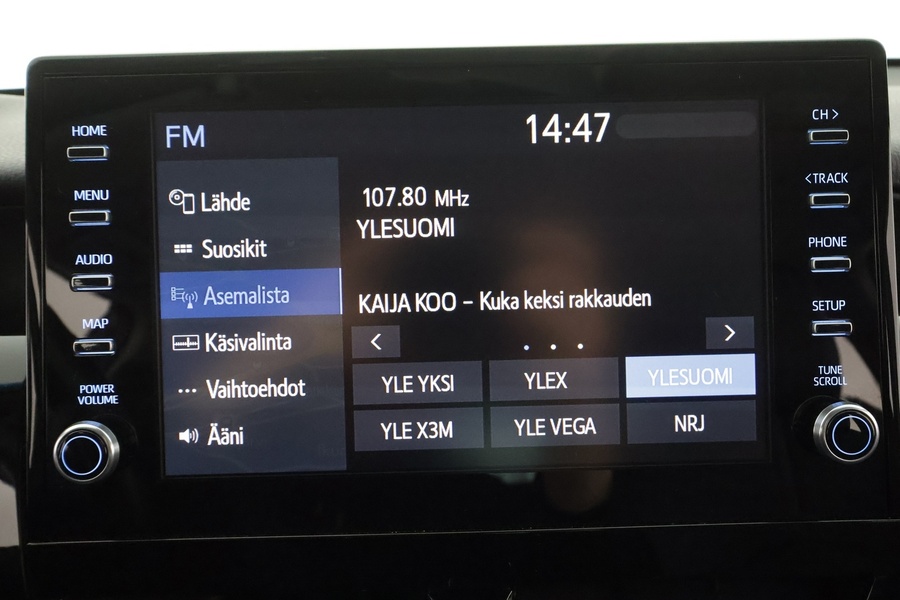 HOME
MENU
AUDIO
MAP
POWER
VOLUME
FM
14:47
Lähde
Suosikit
Asemalista
Käsivalinta
Vaihtoehdot
Ääni
107.80 MHz
YLESUOMI
KAIJA KOO – Kuka keksi rakkauden
< >
YLE YKSI YLEX YLESUOMI
YLE X3M YLE VEGA NRJ
CH >
< TRACK
PHONE
SETUP
TUNE
SCROLL